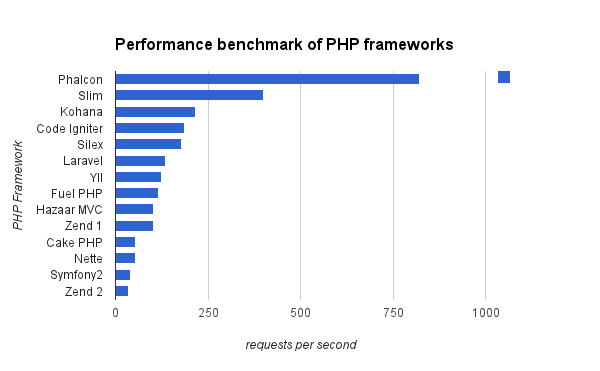 Performance benchmark of PHP frameworks
PHP Framework
Phalcon
Slim
Kohana
Code Igniter
Silex
Laravel
YII
Fuel PHP
Hazaar MVC
Zend 1
Cake PHP
Nette
Symfony2
Zend 2
0 250 500 750 1000
requests per second